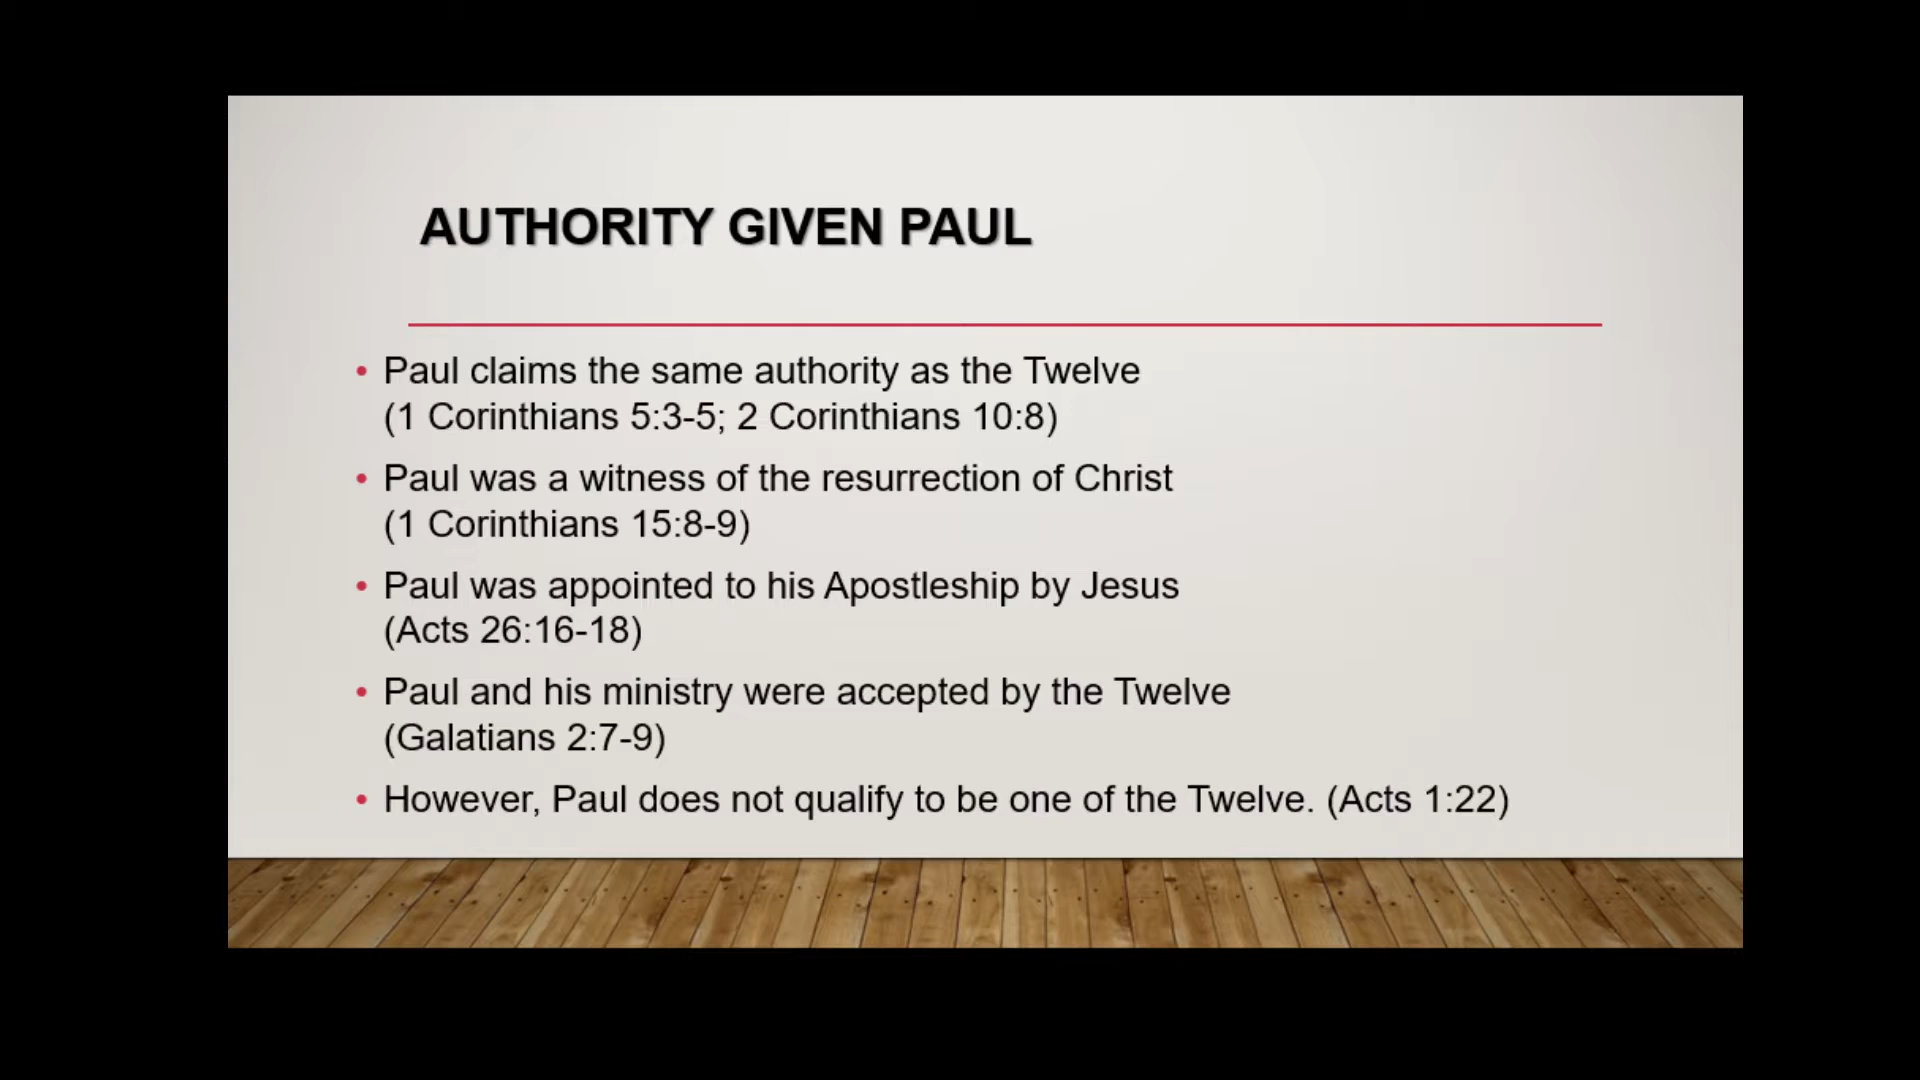 AUTHORITY GIVEN PAUL
• Paul claims the same authority as the Twelve
(1 Corinthians 5:3-5; 2 Corinthians 10:8)
• Paul was a witness of the resurrection of Christ
(1 Corinthians 15:8-9)
• Paul was appointed to his Apostleship by Jesus
(Acts 26:16-18)
• Paul and his ministry were accepted by the Twelve
(Galatians 2:7-9)
• However, Paul does not qualify to be one of the Twelve. (Acts 1:22)